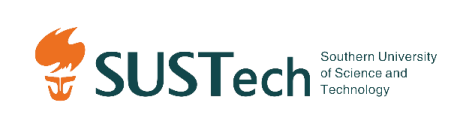 SUSTech
Southern University
of Science and
Technology